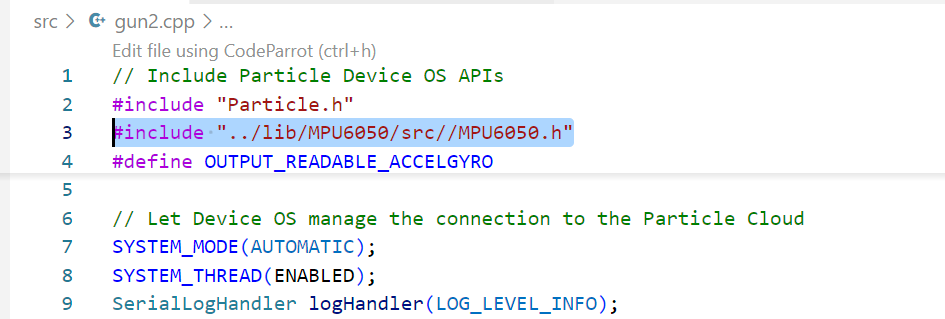 src > gun2.cpp > ...
Edit file using CodeParrot (ctrl+h)
1 // Include Particle Device OS APIs
2 #include "Particle.h"
3 #include "../lib/MPU6050/src//MPU6050.h"
4 #define OUTPUT_READABLE_ACCELGYRO
5
6 // Let Device OS manage the connection to the Particle Cloud
7 SYSTEM_MODE(AUTOMATIC);
8 SYSTEM_THREAD(ENABLED);
9 SerialLogHandler logHandler(LOG_LEVEL_INFO);